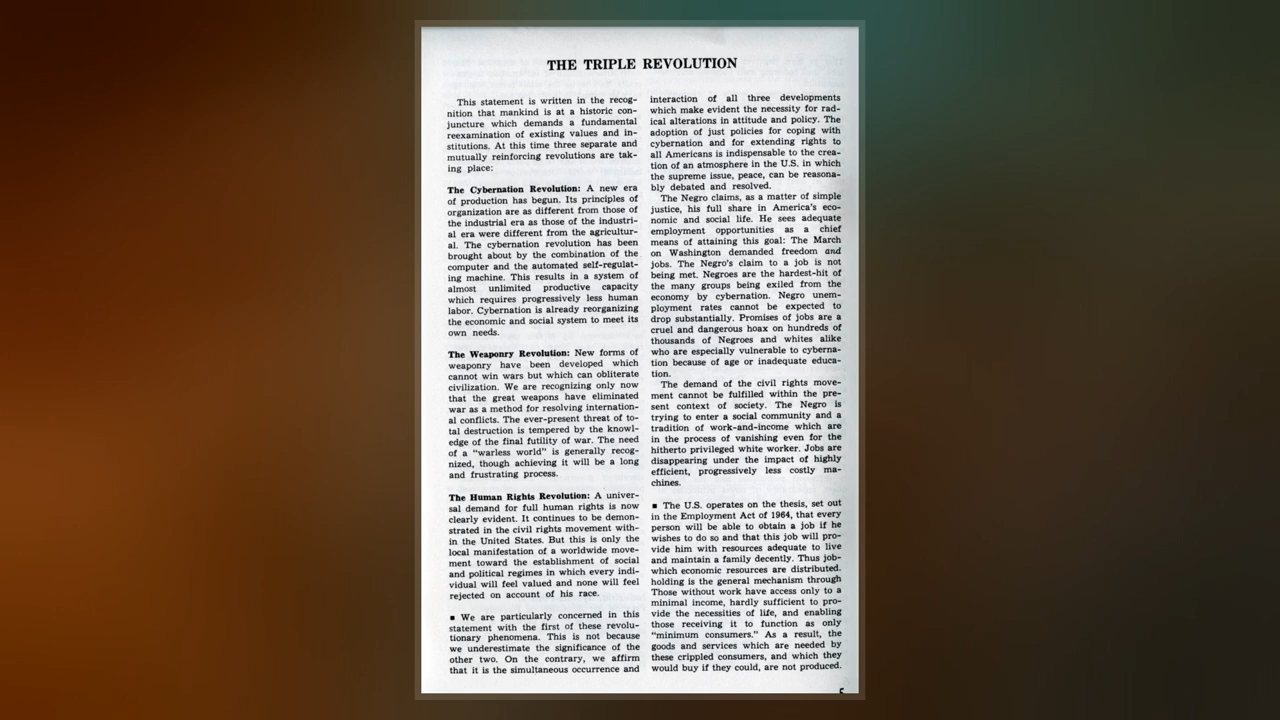 THE TRIPLE REVOLUTION
This statement is written in the recog-
nition that mankind is at a historic con-
juncture which demands a fundamental
reexamination of existing values and in-
stitutions. At this time three separate and
mutually reinforcing revolutions are tak-
ing place:
The Cybernation Revolution: A new era
of production has begun. Its principles of
organization are as different from those of
the industrial era as those of the industri-
al era were different from the agricultur-
al. The cybernation revolution has been
brought about by the combination of the
computer and the automated self-regulat-
ing machine. This results in a system of
almost unlimited productive capacity
which requires progressively less human
labor. Cybernation is already reorganizing
the economic and social system to meet its
own needs.
The Weaponry Revolution: New forms of
weaponry have been developed which
cannot win wars but which can obliterate
civilization. We are recognizing only now
that the great weapons have eliminated
war as a method for resolving internation-
al conflicts. The ever-present threat of to-
tal destruction is tempered by the knowl-
edge of the final futility of war. The need
of a “warless world” is generally recog-
nized, though achieving it will be a long
and frustrating process.
The Human Rights Revolution: A univer-
sal demand for full human rights is now
clearly evident. It continues to be demon-
strated in the civil rights movement with-
in the United States. But this is only the
local manifestation of a worldwide move-
ment toward the establishment of social
and political regimes in which every indi-
vidual will feel valued and none will feel
rejected on account of his race.
■ We are particularly concerned in this
statement with the first of these revolu-
tionary phenomena. This is not because
we underestimate the significance of the
other two. On the contrary, we affirm
that it is the simultaneous occurrence and
interaction of all three developments
which make evident the necessity for rad-
ical alterations in attitude and policy. The
adoption of just policies for coping with
cybernation and for extending rights to
all Americans is indispensable to the crea-
tion of an atmosphere in the U.S. in which
the supreme issue, peace, can be reasona-
bly debated and resolved.
The Negro claims, as a matter of simple
justice, his full share in America's eco-
nomic and social life. He sees adequate
employment opportunities as a chief
means of attaining this goal: The March
on Washington demanded freedom and
jobs. The Negro's claim to a job is not
being met. Negroes are the hardest-hit of
the many groups being exiled from the
economy by cybernation. Negro unem-
ployment rates cannot be expected to
drop substantially. Promises of jobs are a
cruel and dangerous hoax on hundreds of
thousands of Negroes and whites alike
who are especially vulnerable to cyberna-
tion because of age or inadequate educa-
tion.
The demand of the civil rights move-
ment cannot be fulfilled within the pre-
sent context of society. The Negro is
trying to enter a social community and a
tradition of work-and-income which are
in the process of vanishing even for the
hitherto privileged white worker. Jobs are
disappearing under the impact of highly
efficient, progressively less costly ma-
chines.
■ The U.S. operates on the thesis, set out
in the Employment Act of 1964, that every
person will be able to obtain a job if he
wishes to do so and that this job will pro-
vide him with resources adequate to live
and maintain a family decently. Thus job-
which economic resources are distributed.
holding is the general mechanism through
Those without work have access only to a
minimal income, hardly sufficient to pro-
vide the necessities of life, and enabling
those receiving it to function as only
“minimum consumers.” As a result, the
goods and services which are needed by
these crippled consumers, and which they
would buy if they could, are not produced.